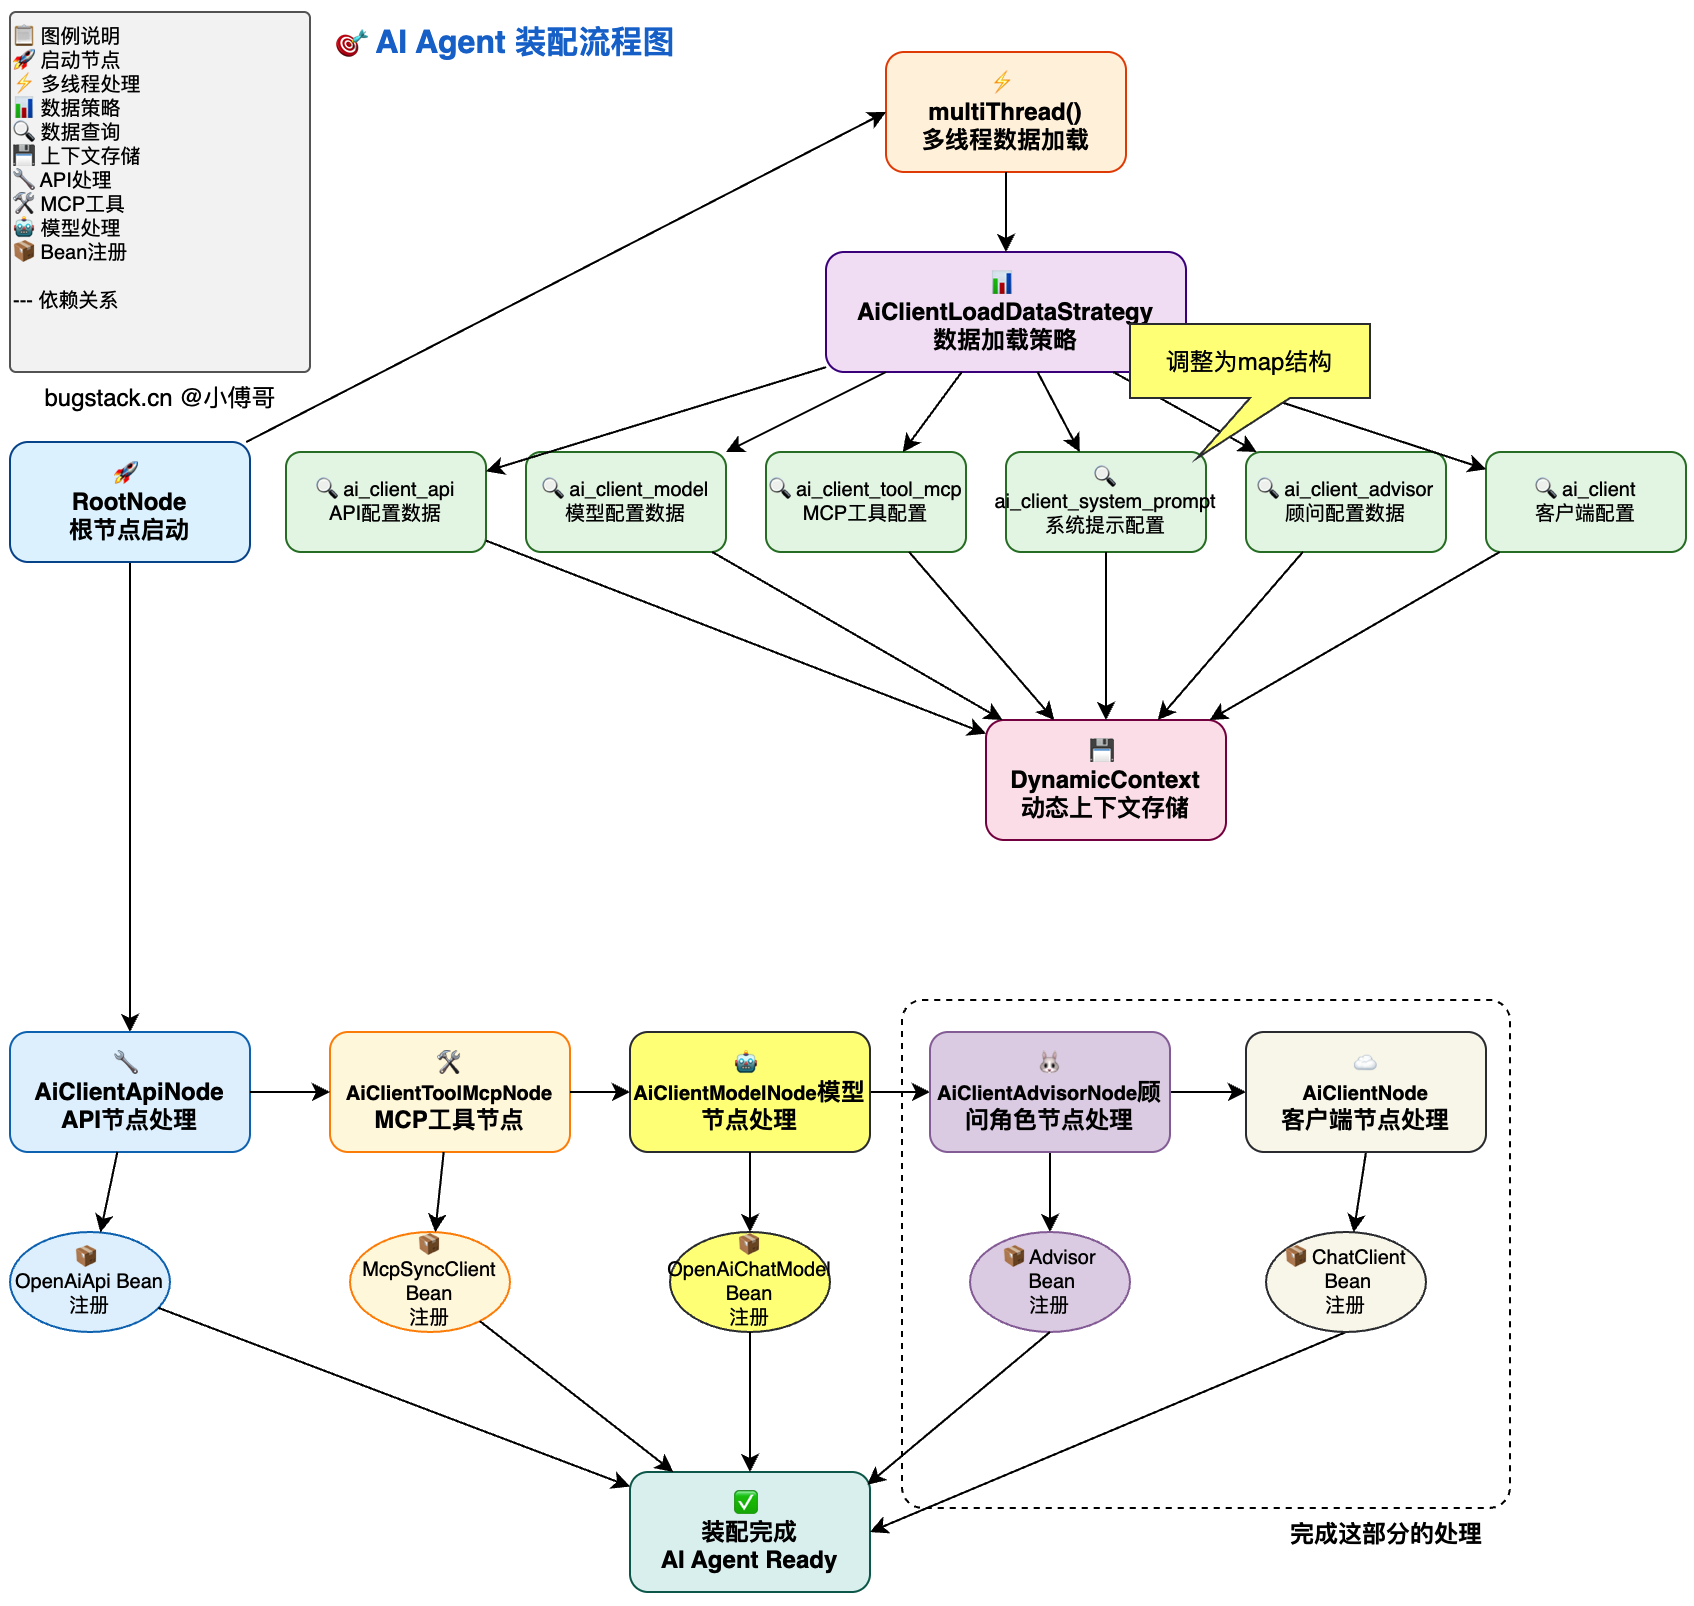 📋 图例说明
🚀 启动节点
⚡ 多线程处理
📊 数据策略
🔍 数据查询
💾 上下文存储
🔧 API处理
🛠️ MCP工具
🤖 模型处理
📦 Bean注册
--- 依赖关系
bugstack.cn @小傅哥
🎯 AI Agent 装配流程图
⚡
multiThread()
多线程数据加载
📊
AiClientLoadDataStrategy
数据加载策略
调整为map结构
🚀
RootNode
根节点启动
🔍 ai_client_api
API配置数据
🔍 ai_client_model
模型配置数据
🔍 ai_client_tool_mcp
MCP工具配置
🔍
ai_client_system_prompt
系统提示配置
🔍 ai_client_advisor
顾问配置数据
🔍 ai_client
客户端配置
💾
DynamicContext
动态上下文存储
🔧
AiClientApiNode
API节点处理
🛠️
AiClientToolMcpNode
MCP工具节点
🤖
AiClientModelNode模型
节点处理
🐰
AiClientAdvisorNode顾
问角色节点处理
☁️
AiClientNode
客户端节点处理
📦
OpenAiApi Bean
注册
📦
McpSyncClient
Bean
注册
📦
OpenAiChatModel
Bean
注册
📦 Advisor
Bean
注册
📦 ChatClient
Bean
注册
✅
装配完成
AI Agent Ready
完成这部分的处理